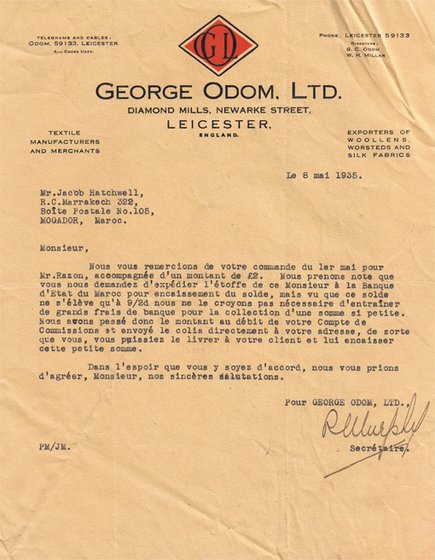 GL
TELEGRAMS AND CABLES.
ODOM, 59133, LEICESTER.
ALL CODES USED.
PHONE: LEICESTER 59133
DIRECTORS:
G. C. ODOM
W. H. MILLAR
GEORGE ODOM, LTD.
DIAMOND MILLS, NEWARKE STREET,
LEICESTER,
ENGLAND.
TEXTILE
MANUFACTURERS
AND MERCHANTS
EXPORTERS OF
WOOLLENS,
WORSTEDS AND
SILK FABRICS
Le 8 mai 1935.
Mr.Jacob Hatchwell,
R.C.Marrakech 322,
Boîte Postale No.105,
MOGADOR, Maroc.
Monsieur,
Nous vous remercions de votre commande du 1er mai pour
Mr.Razon, accompagnée d'un montant de £2. Nous prenons note que
vous nous demandez d'expédier l'étoffe de ce Monsieur à la Banque
d'Etat du Maroc pour encaissement du solde, mais vu que ce solde
ne s'élève qu'à 9/2d nous ne le croyons pas nécessaire d'entraîne
de grands frais de banque pour la collection d'une somme si petite.
Nous avons passé donc le montant au débit de votre Compte de
Commissions et envoyé le colis directement à votre adresse, de sorte
que vous, vous puissiez le livrer à votre client et lui encaisser
cette petite somme.
Dans l'espoir que vous y soyez d'accord, nous vous prions
d'agréer, Monsieur, nos sincères salutations.
Pour GEORGE ODOM, LTD.
Secrétaire.
PM/JM.